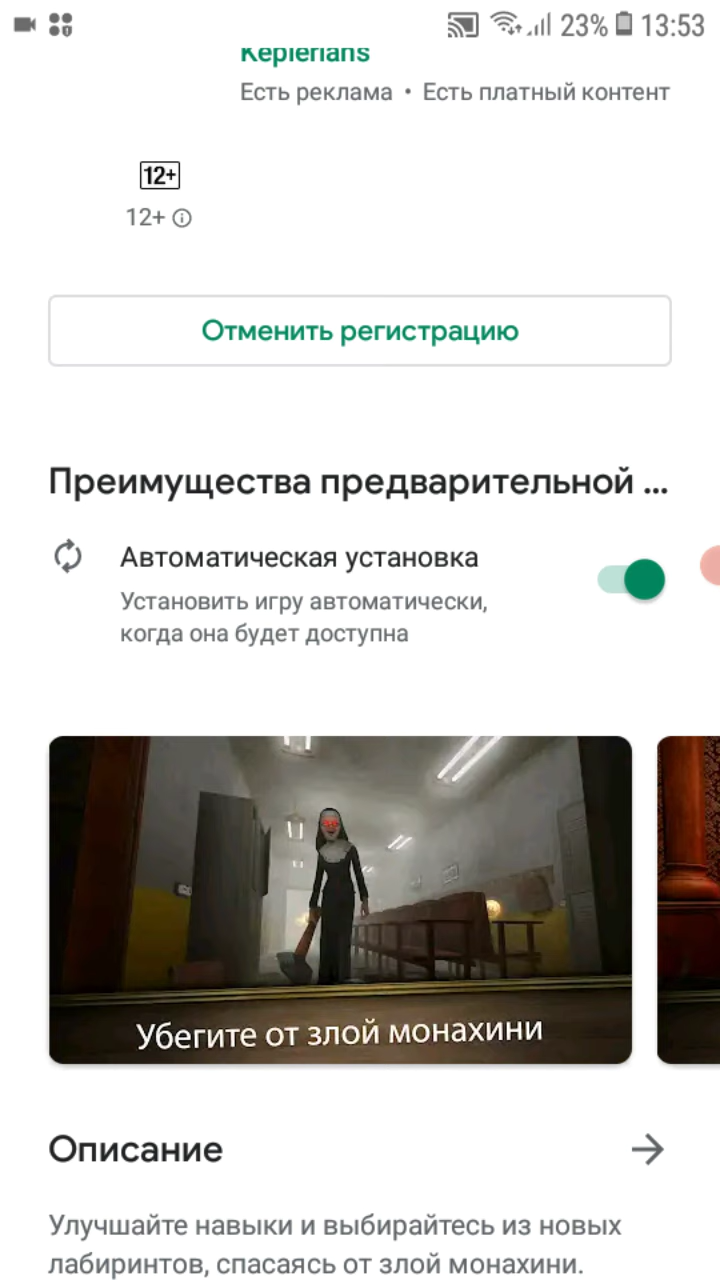 23% 13:53
Keplerians
Есть реклама • Есть платный контент
12+
12+
Отменить регистрацию
Преимущества предварительной ...
Автоматическая установка
Установить игру автоматически,
когда она будет доступна
Убегите от злой монахини
Описание
Улучшайте навыки и выбирайтесь из новых
лабиринтов, спасаясь от злой монахини.